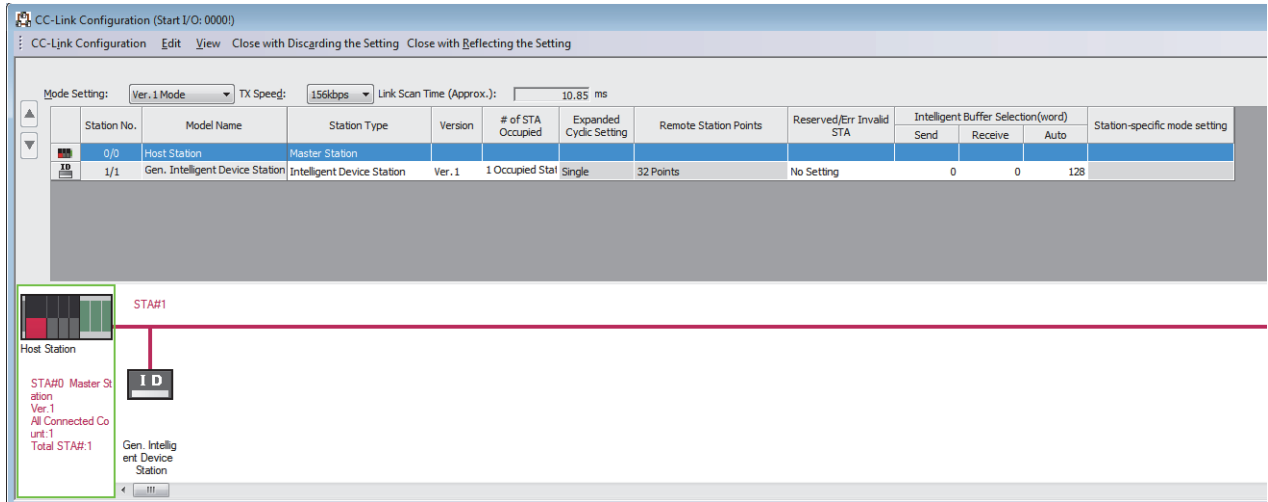 CC-Link Configuration (Start I/O: 0000!)
CC-Link Configuration Edit View Close with Discarding the Setting Close with Reflecting the Setting
Mode Setting: Ver.1 Mode TX Speed: 156kbps Link Scan Time (Approx.): 10.85 ms
Station No. Model Name Station Type Version # of STA Occupied Expanded Cyclic Setting Remote Station Points Reserved/Err Invalid STA Intelligent Buffer Selection(word) Send Receive Auto Station-specific mode setting
0/0 Host Station Master Station
ID 1/1 Gen. Intelligent Device Station Intelligent Device Station Ver.1 1 Occupied Stat Single 32 Points No Setting 0 0 128
STA#1
Host Station
STA#0 Master St
ation
Ver.1
All Connected Co
unt:1
Total STA#:1
ID
Gen. Intellig
ent Device
Station